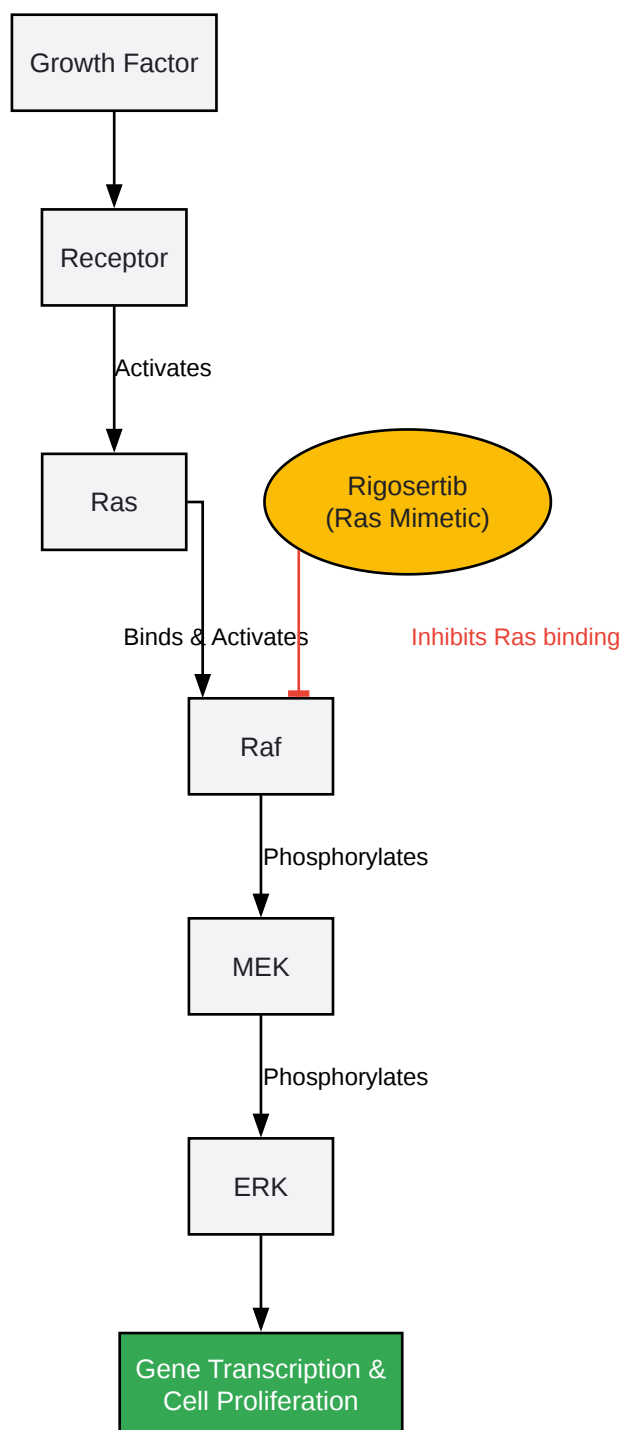 Growth Factor
Receptor
Activates
Ras
Rigosertib
(Ras Mimetic)
Binds & Activates
Inhibits Ras binding
Raf
Phosphorylates
MEK
Phosphorylates
ERK
Gene Transcription &
Cell Proliferation